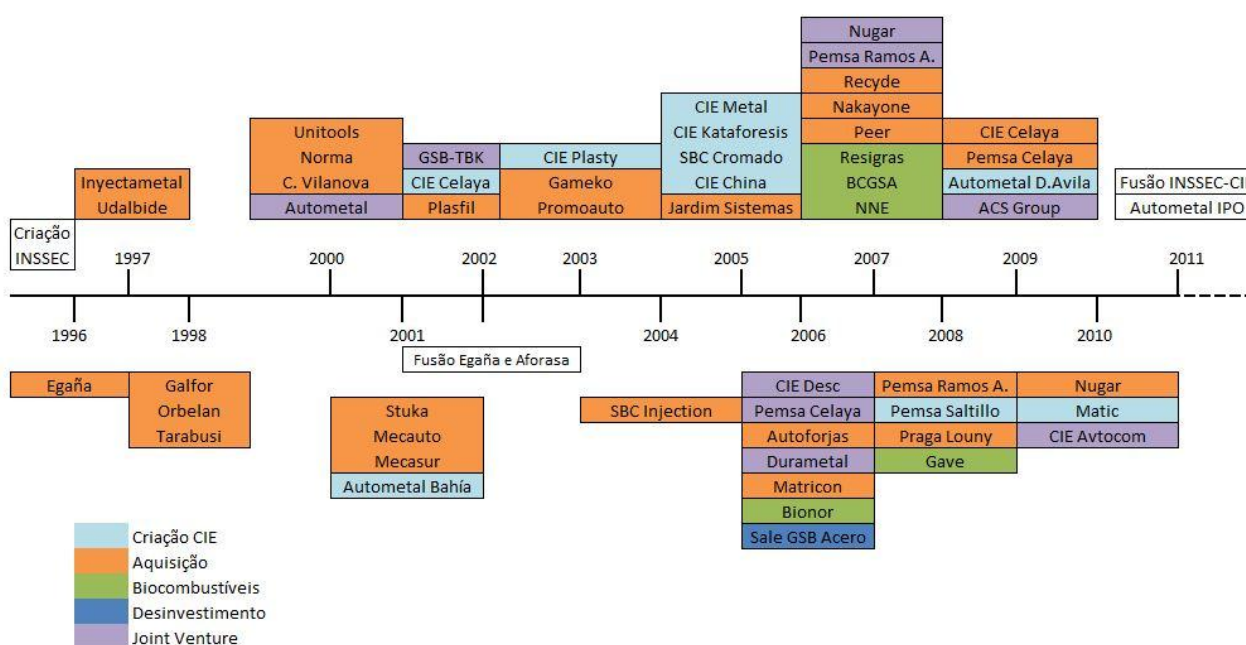 Nugar
Pemsa Ramos A.
Recyde
CIE Metal
Nakayone
Unitools
CIE Kataforesis
Peer
CIE Celaya
Norma
GSB-TBK
CIE Plasty
SBC Cromado
Resigras
Pemsa Celaya
Inyectametal
C. Vilanova
CIE Celaya
Gameko
CIE China
BCGSA
Autometal D.Avila
Fusão INSSEC-CIE
Udalbide
Autometal
Plasfil
Promoauto
Jardim Sistemas
NNE
ACS Group
Autometal IPO
Criação
INSSEC
1997
2000
2002
2003
2005
2007
2009
2011
1996
1998
2001
2004
2006
2008
2010
Fusão Egaña e Aforasa
Egaña
Galfor
CIE Desc
Pemsa Ramos A.
Nugar
Orbelan
Stuka
SBC Injection
Pemsa Celaya
Pemsa Saltillo
Matic
Tarabusi
Mecauto
Autoforjas
Praga Louny
CIE Avtocom
Mecasur
Durametal
Gave
Autometal Bahía
Matricon
Bionor
Sale GSB Acero
Criação CIE
Aquisição
Biocombustíveis
Desinvestimento
Joint Venture